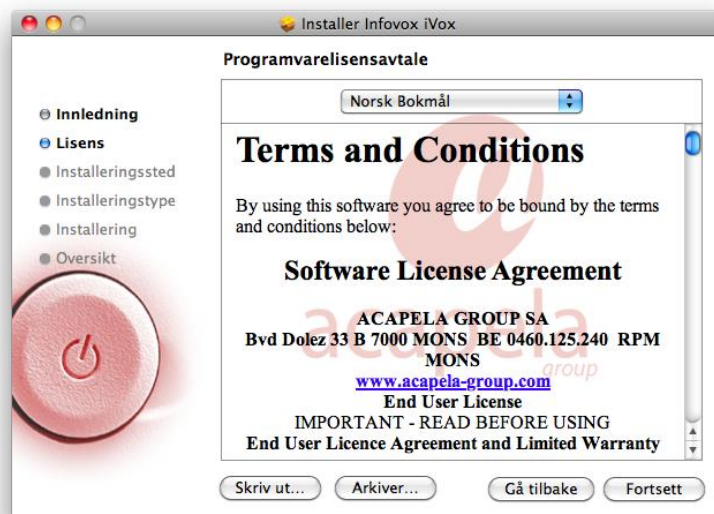 Installer Infovox iVox
Programvarelisensavtale
Innledning
Lisens
Installeringssted
Installeringstype
Installering
Oversikt
Norsk Bokmål
Terms and Conditions
By using this software you agree to be bound by the terms
and conditions below:
Software License Agreement
ACAPELA GROUP SA
Bvd Dolez 33 B 7000 MONS BE 0460.125.240 RPM
MONS
www.acapela-group.com
End User License
IMPORTANT - READ BEFORE USING
End User Licence Agreement and Limited Warranty
acapela
group
Skriv ut...
Arkiver...
Gå tilbake
Fortsett